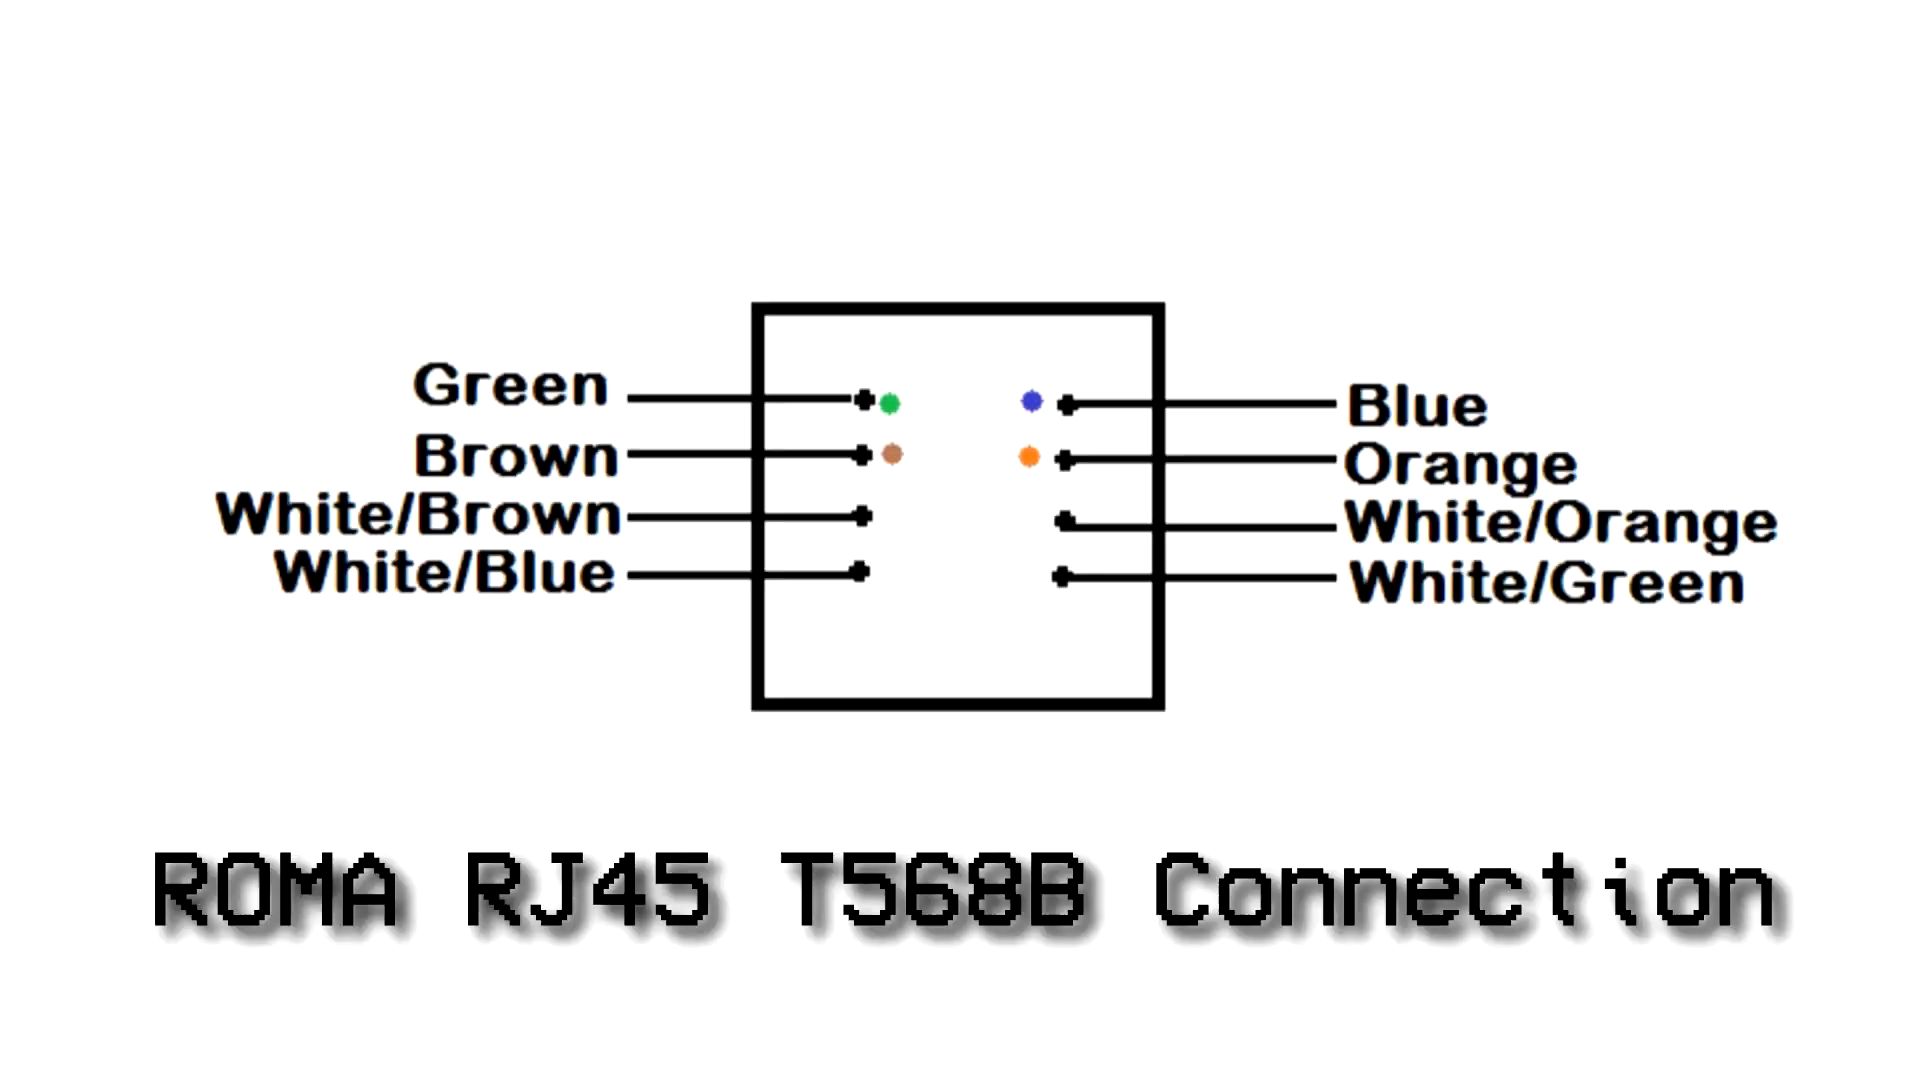 Green
Brown
White/Brown
White/Blue
Blue
Orange
White/Orange
White/Green
ROMA RJ45 T568B Connection